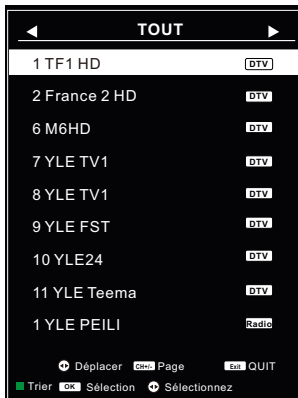 TOUT
1 TF1 HD DTV
2 France 2 HD DTV
6 M6HD DTV
7 YLE TV1 DTV
8 YLE TV1 DTV
9 YLE FST DTV
10 YLE24 DTV
11 YLE Teema DTV
1 YLE PEILI Radio
Déplacer CH+/- Page Exit QUIT
Trier OK Sélection Sélectionnez